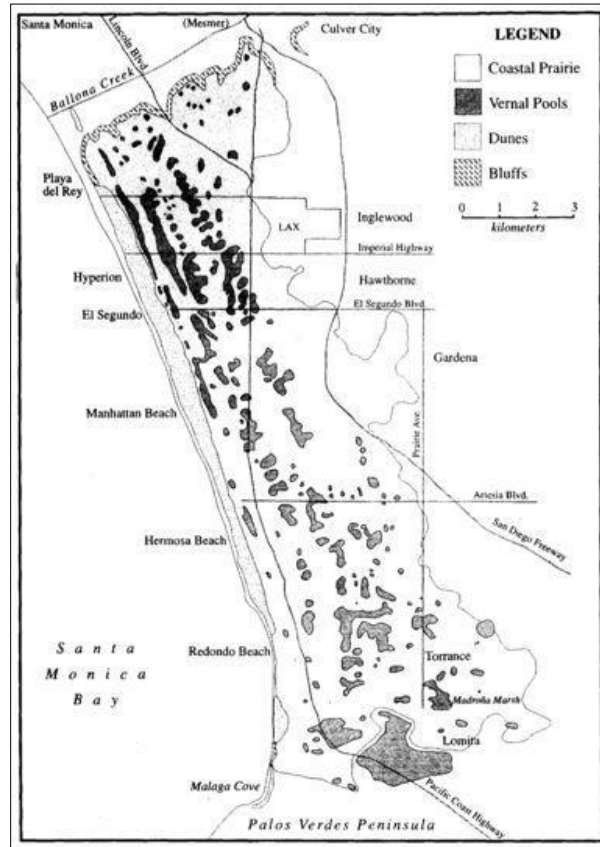 Santa Monica
Lincoln Blvd.
(Mesmer)
Culver City
Ballona Creek
LEGEND
Coastal Prairie
Vernal Pools
Dunes
Bluffs
0 1 2 3
kilometers
Playa
del Rey
LAX
Inglewood
Imperial Highway
Hyperion
Hawthorne
El Segundo
El Segundo Blvd.
Gardena
Manhattan Beach
Prairie Ave.
Artesia Blvd.
San Diego Freeway
Hermosa Beach
Santa
Monica
Bay
Redondo Beach
Torrance
Madroña Marsh
Lomita
Malaga Cove
Pacific Coast Highway
Palos Verdes Peninsula